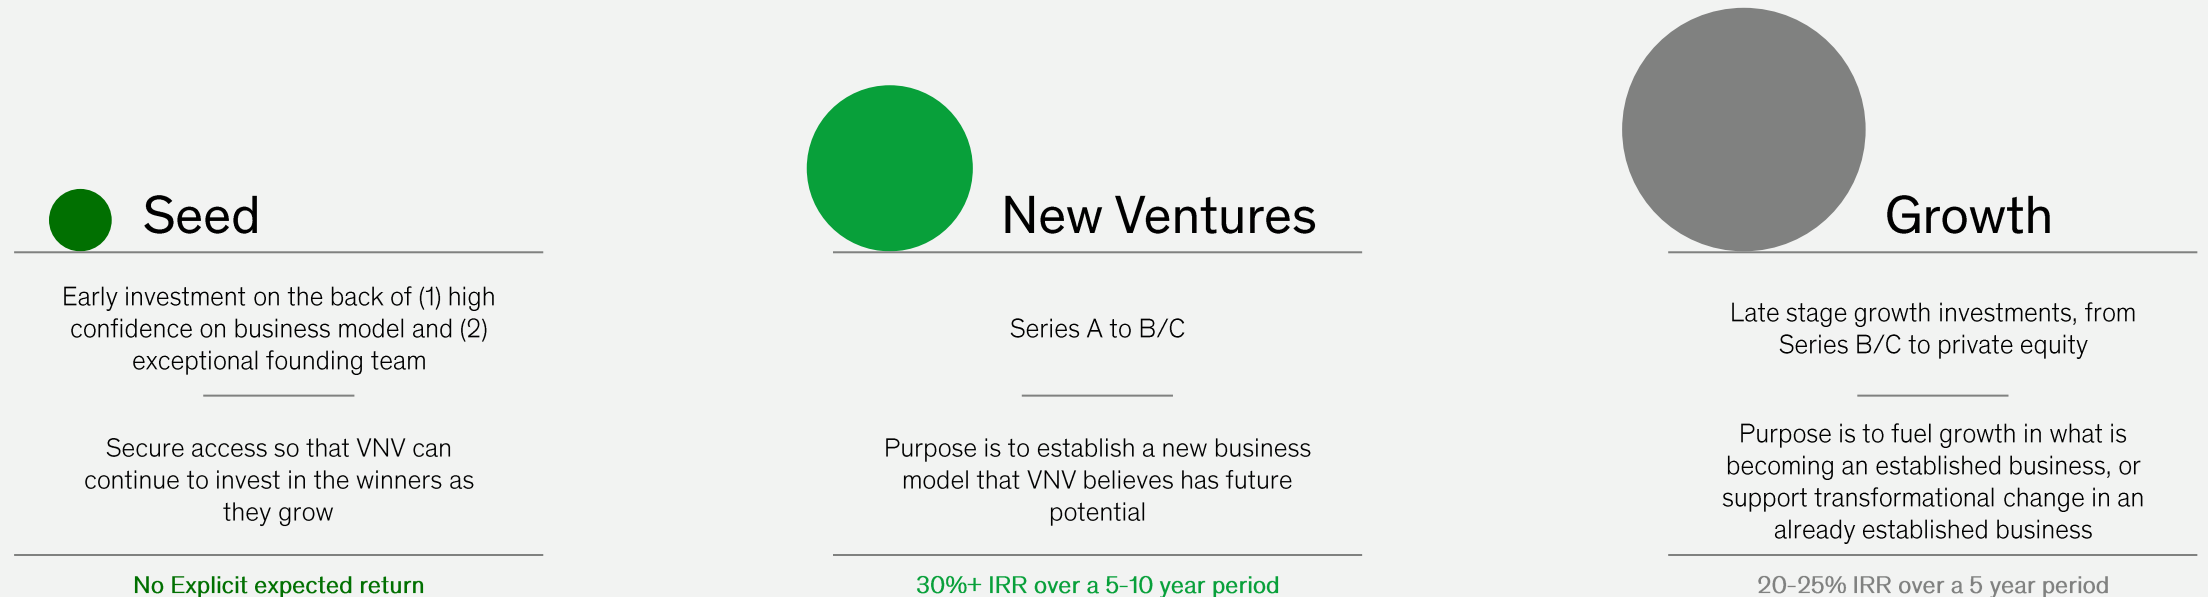 Seed
Early investment on the back of (1) high
confidence on business model and (2)
exceptional founding team
Secure access so that VNV can
continue to invest in the winners as
they grow
No Explicit expected return
New Ventures
Series A to B/C
Purpose is to establish a new business
model that VNV believes has future
potential
30%+ IRR over a 5-10 year period
Growth
Late stage growth investments, from
Series B/C to private equity
Purpose is to fuel growth in what is
becoming an established business, or
support transformational change in an
already established business
20-25% IRR over a 5 year period